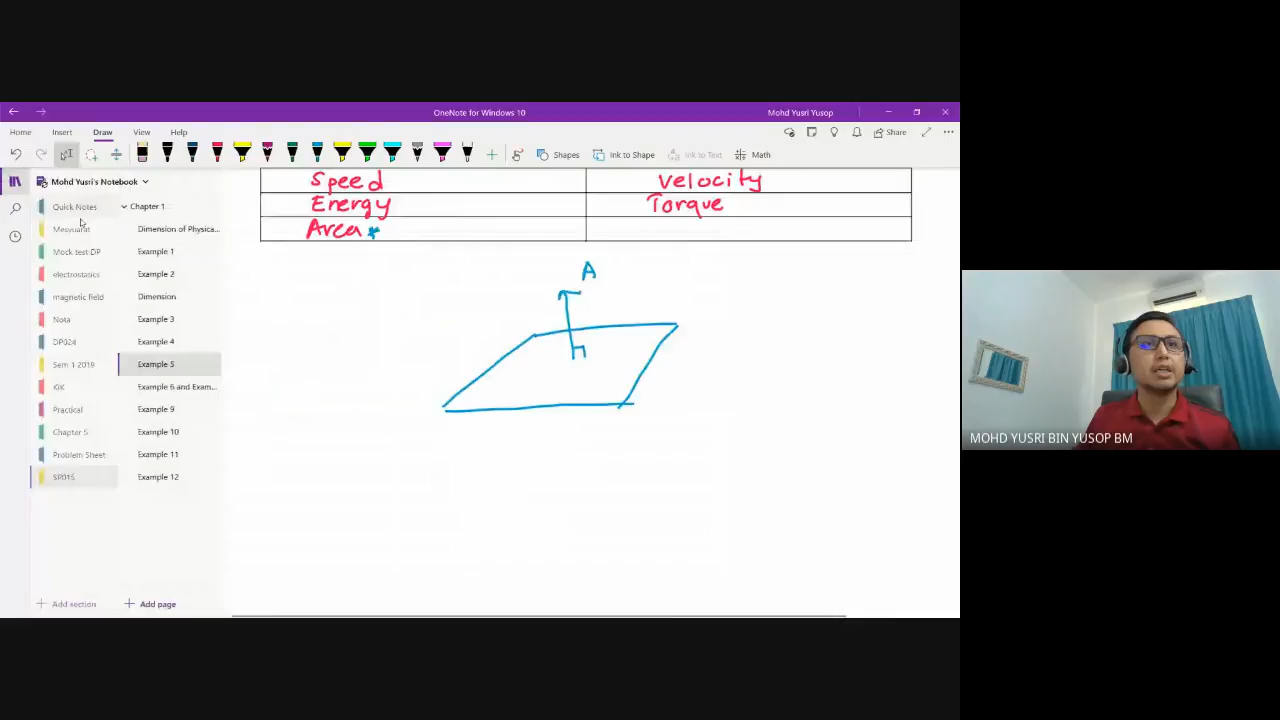 OneNote for Windows 10
Mohd Yusri Yusop
Home Insert Draw View Help
Share
Shapes Ink to Shape Ink to Text Math
Mohd Yusri's Notebook
Quick Notes
Mesyuarat
Mock test DP
electrostatics
magnetic field
Nota
DP024
Sem 1 2019
KIK
Practical
Chapter 5
Problem Sheet
SP015
Add section
Chapter 1
Dimension of Physica...
Example 1
Example 2
Dimension
Example 3
Example 4
Example 5
Example 6 and Exam...
Example 9
Example 10
Example 11
Example 12
Add page
Speed Velocity
Energy Torque
Area *
A
MOHD YUSRI BIN YUSOP BM